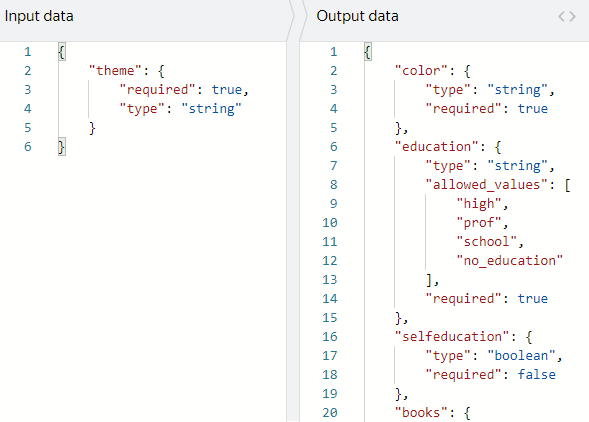 Input data
1 {
2 "theme": {
3 "required": true,
4 "type": "string"
5 }
6 }
Output data <>
1 {
2 "color": {
3 "type": "string",
4 "required": true
5 },
6 "education": {
7 "type": "string",
8 "allowed_values": [
9 "high",
10 "prof",
11 "school",
12 "no_education"
13 ],
14 "required": true
15 },
16 "selfeducation": {
17 "type": "boolean",
18 "required": false
19 },
20 "books": {